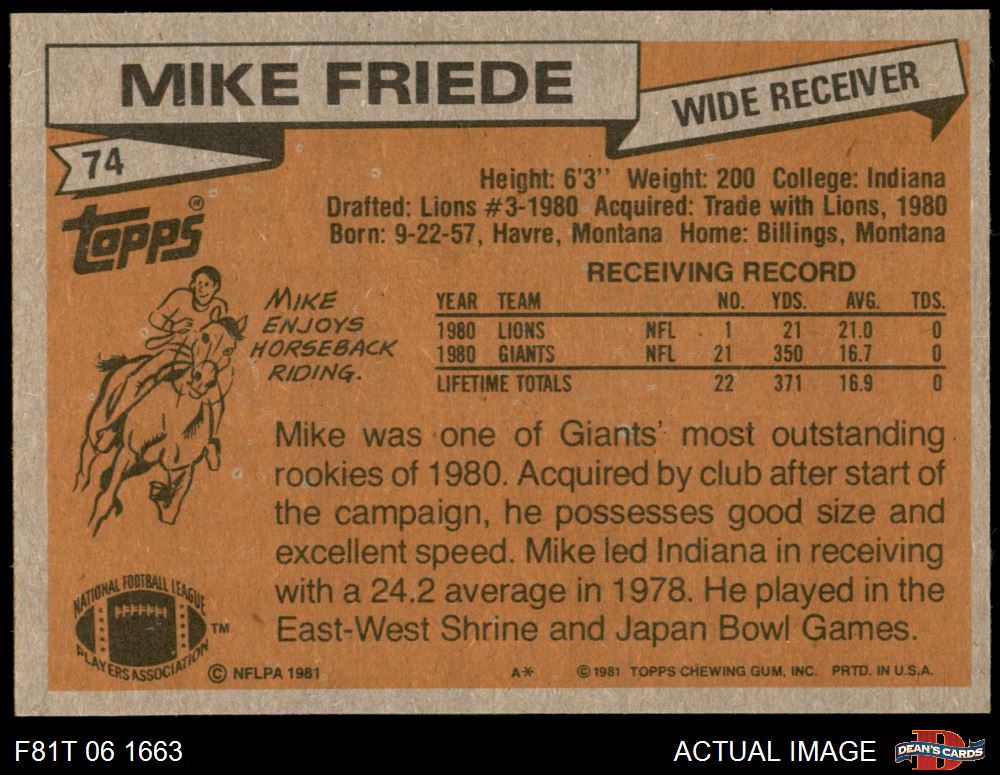 MIKE FRIEDE
WIDE RECEIVER
74
Height: 6'3'' Weight: 200 College: Indiana
Drafted: Lions #3-1980 Acquired: Trade with Lions, 1980
Born: 9-22-57, Havre, Montana Home: Billings, Montana
TOPPS®
RECEIVING RECORD
YEAR TEAM NO. YDS. AVG. TDS.
1980 LIONS NFL 1 21 21.0 0
1980 GIANTS NFL 21 350 16.7 0
LIFETIME TOTALS 22 371 16.9 0
MIKE
ENJOYS
HORSEBACK
RIDING.
Mike was one of Giants' most outstanding
rookies of 1980. Acquired by club after start of
the campaign, he possesses good size and
excellent speed. Mike led Indiana in receiving
with a 24.2 average in 1978. He played in the
East-West Shrine and Japan Bowl Games.
NATIONAL FOOTBALL LEAGUE
PLAYERS ASSOCIATION TM
© NFLPA 1981 A* © 1981 TOPPS CHEWING GUM, INC. PRTD. IN U.S.A.
F81T 06 1663 ACTUAL IMAGE D DEAN'S CARDS